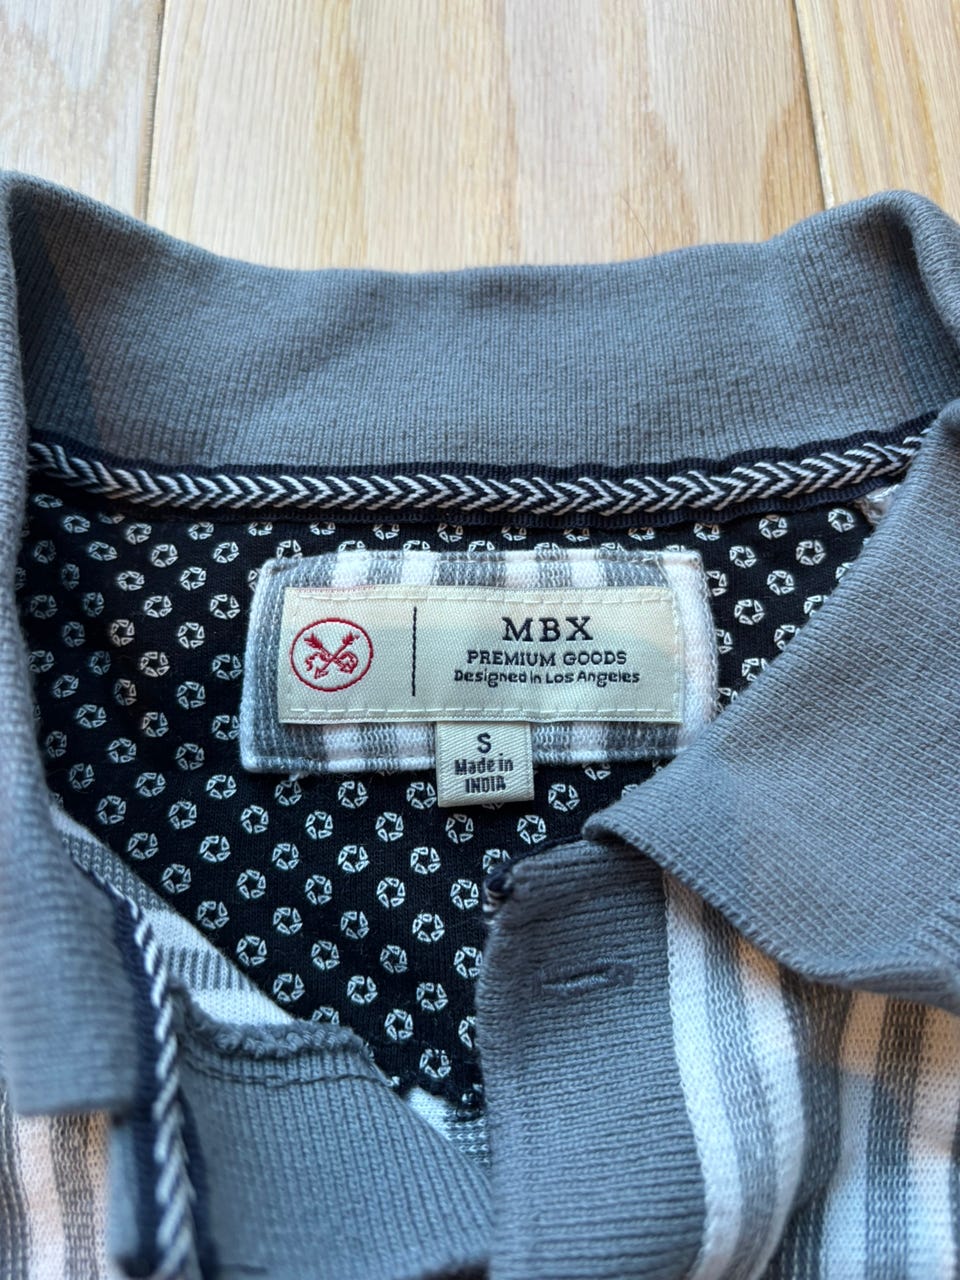 MBX
PREMIUM GOODS
Designed in Los Angeles
S
Made in
INDIA